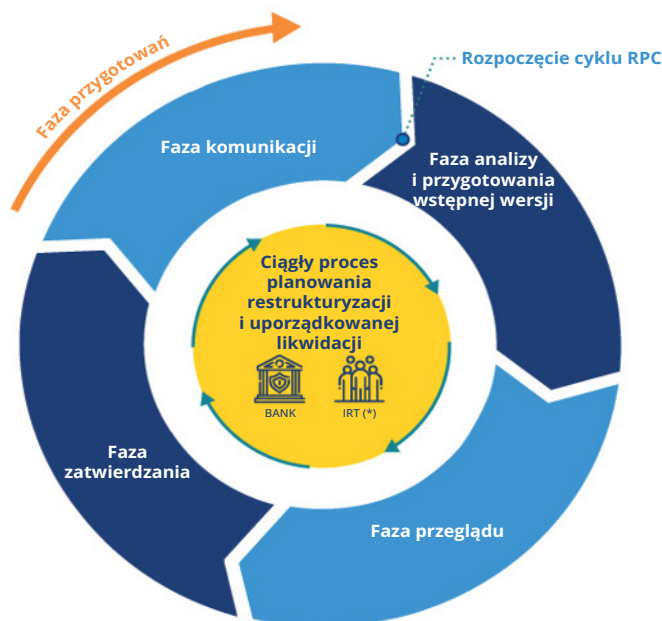 Faza przygotowań
Rozpoczęcie cyklu RPC
Faza komunikacji
Faza analizy
i przygotowania
wstępnej wersji
Ciągły proces
planowania
restrukturyzacji
i uporządkowanej
likwidacji
BANK
IRT (*)
Faza
zatwierdzania
Faza przeglądu